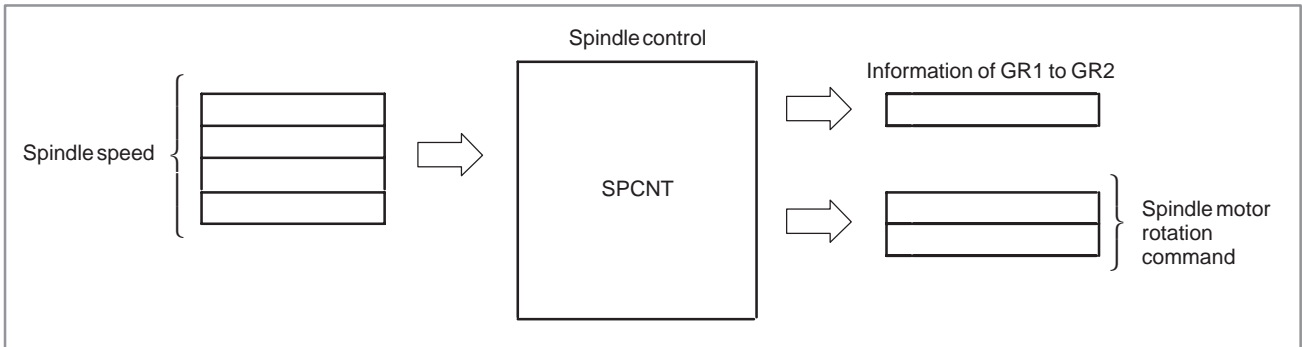 Spindle control
Spindle speed
SPCNT
Information of GR1 to GR2
Spindle motor
rotation
command